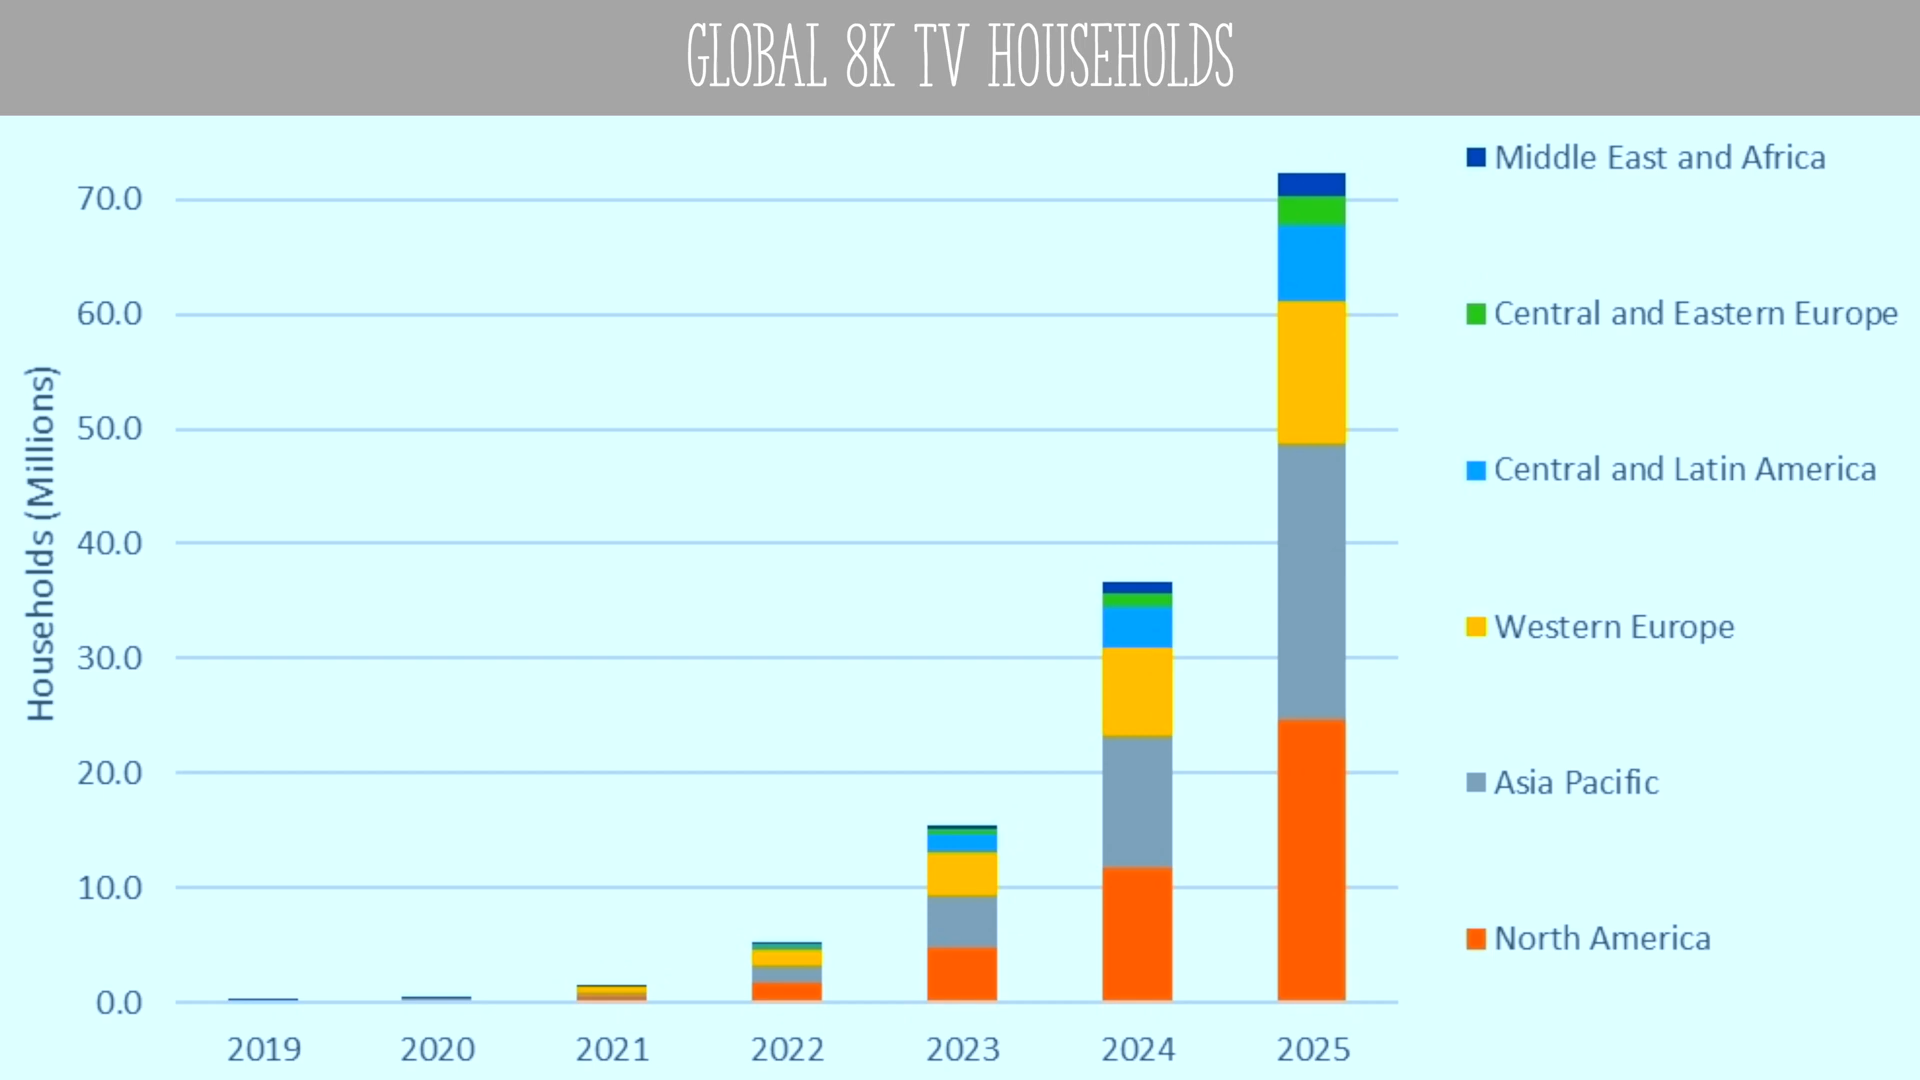 GLOBAL 8K TV HOUSEHOLDS
Households (Millions)
70.0
60.0
50.0
40.0
30.0
20.0
10.0
0.0
2019 2020 2021 2022 2023 2024 2025
Middle East and Africa
Central and Eastern Europe
Central and Latin America
Western Europe
Asia Pacific
North America